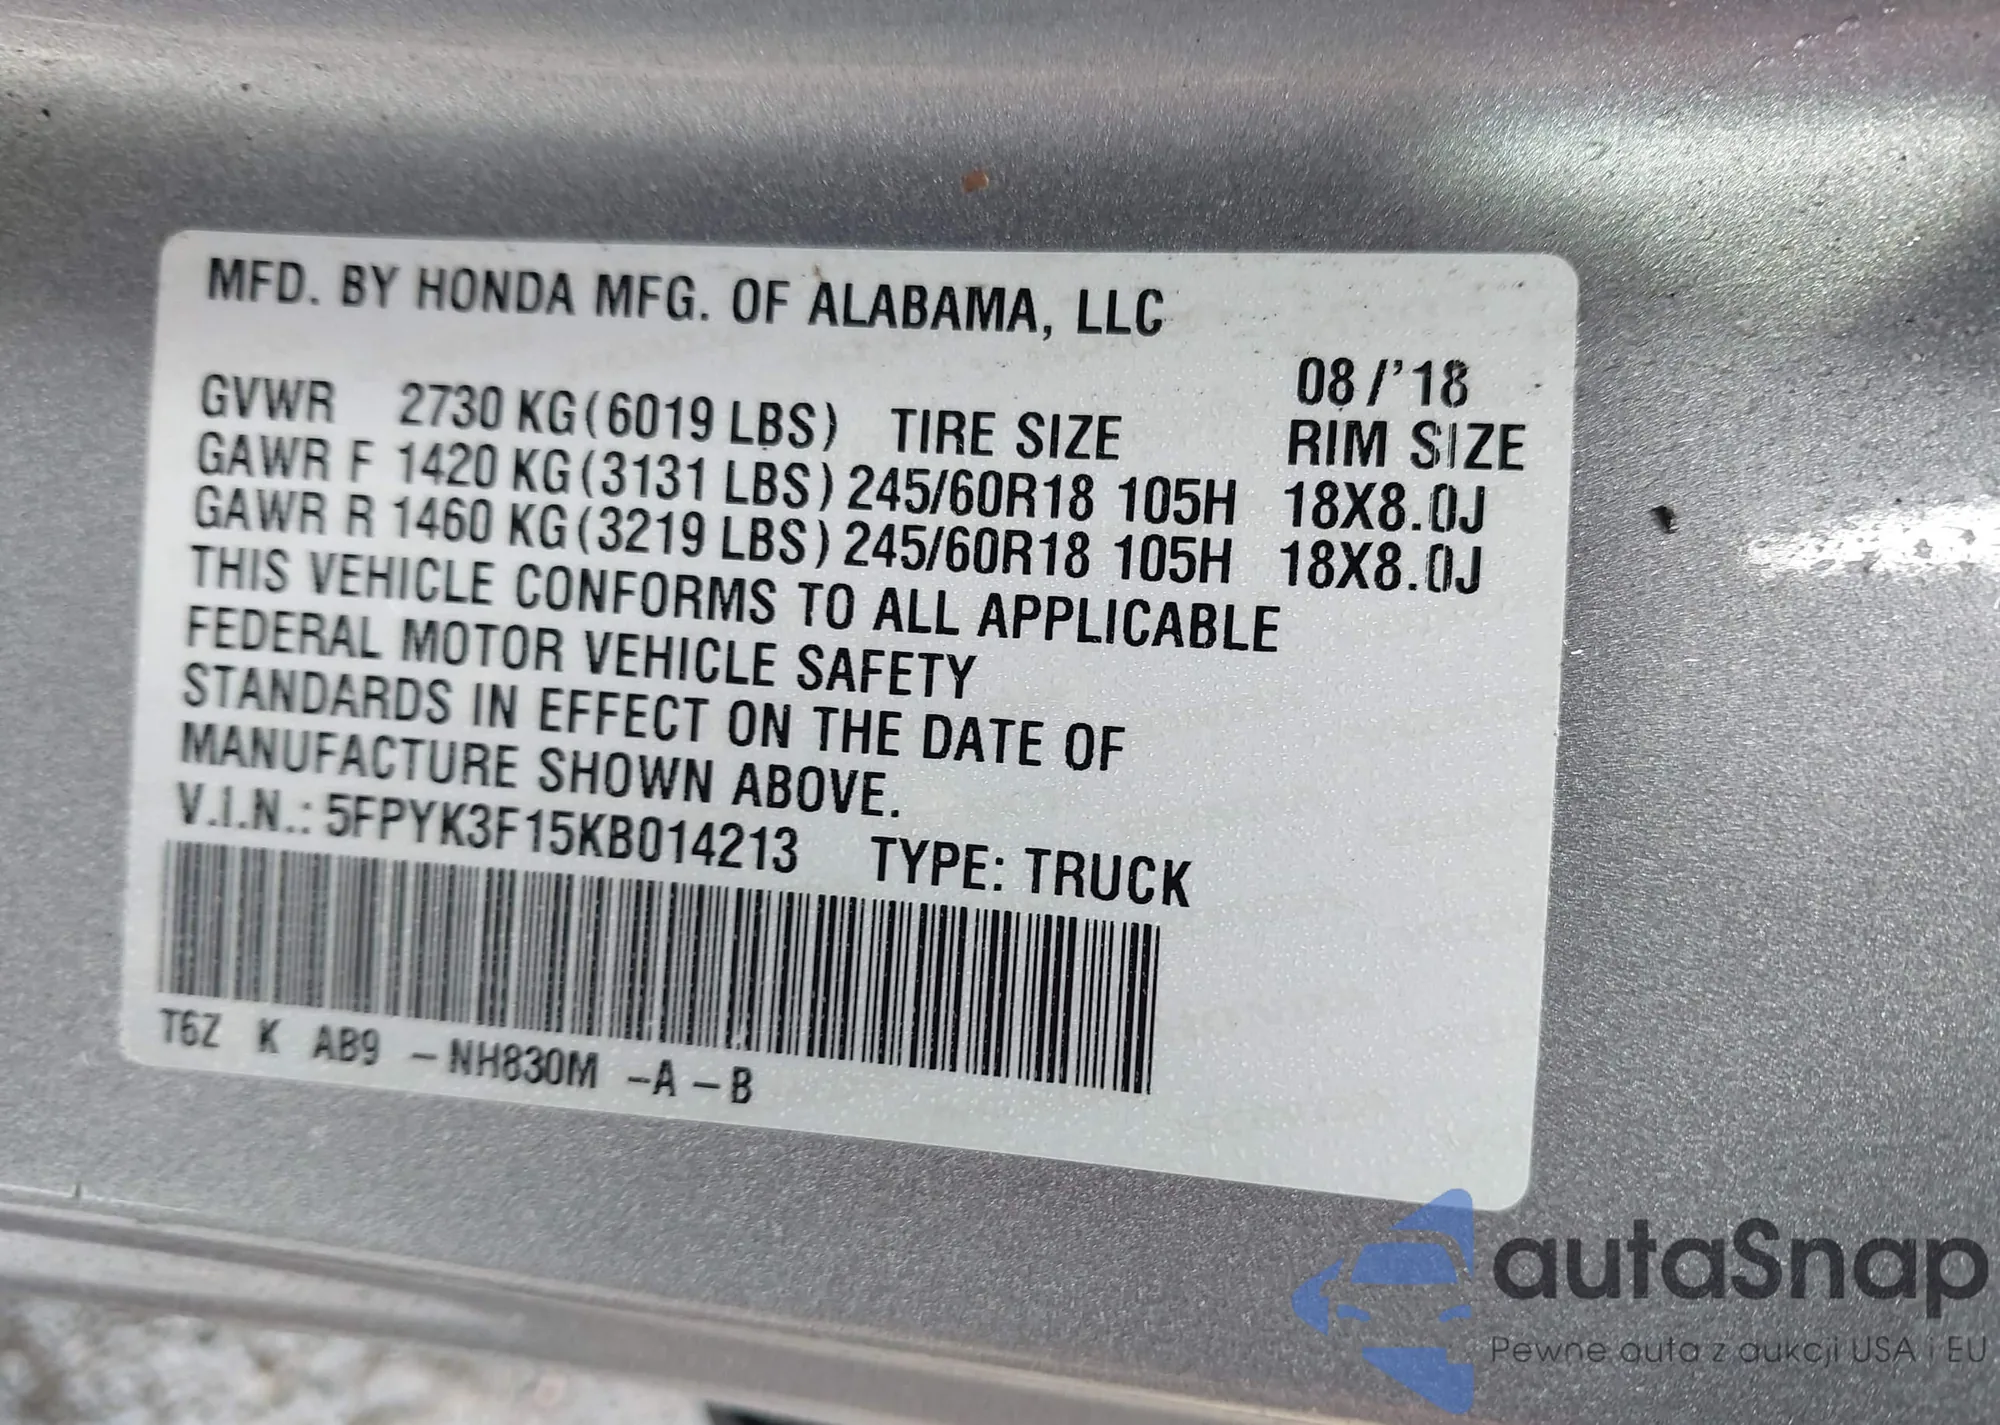 MFD. BY HONDA MFG. OF ALABAMA, LLC
08/'18
GVWR 2730 KG(6019 LBS) TIRE SIZE RIM SIZE
GAWR F 1420 KG(3131 LBS) 245/60R18 105H 18X8.0J
GAWR R 1460 KG(3219 LBS) 245/60R18 105H 18X8.0J
THIS VEHICLE CONFORMS TO ALL APPLICABLE
FEDERAL MOTOR VEHICLE SAFETY
STANDARDS IN EFFECT ON THE DATE OF
MANUFACTURE SHOWN ABOVE.
V.I.N.: 5FPYK3F15KB014213 TYPE: TRUCK
T6Z K AB9 -NH830M -A -B
autaSnap
Pewne auta z aukcji USA i EU